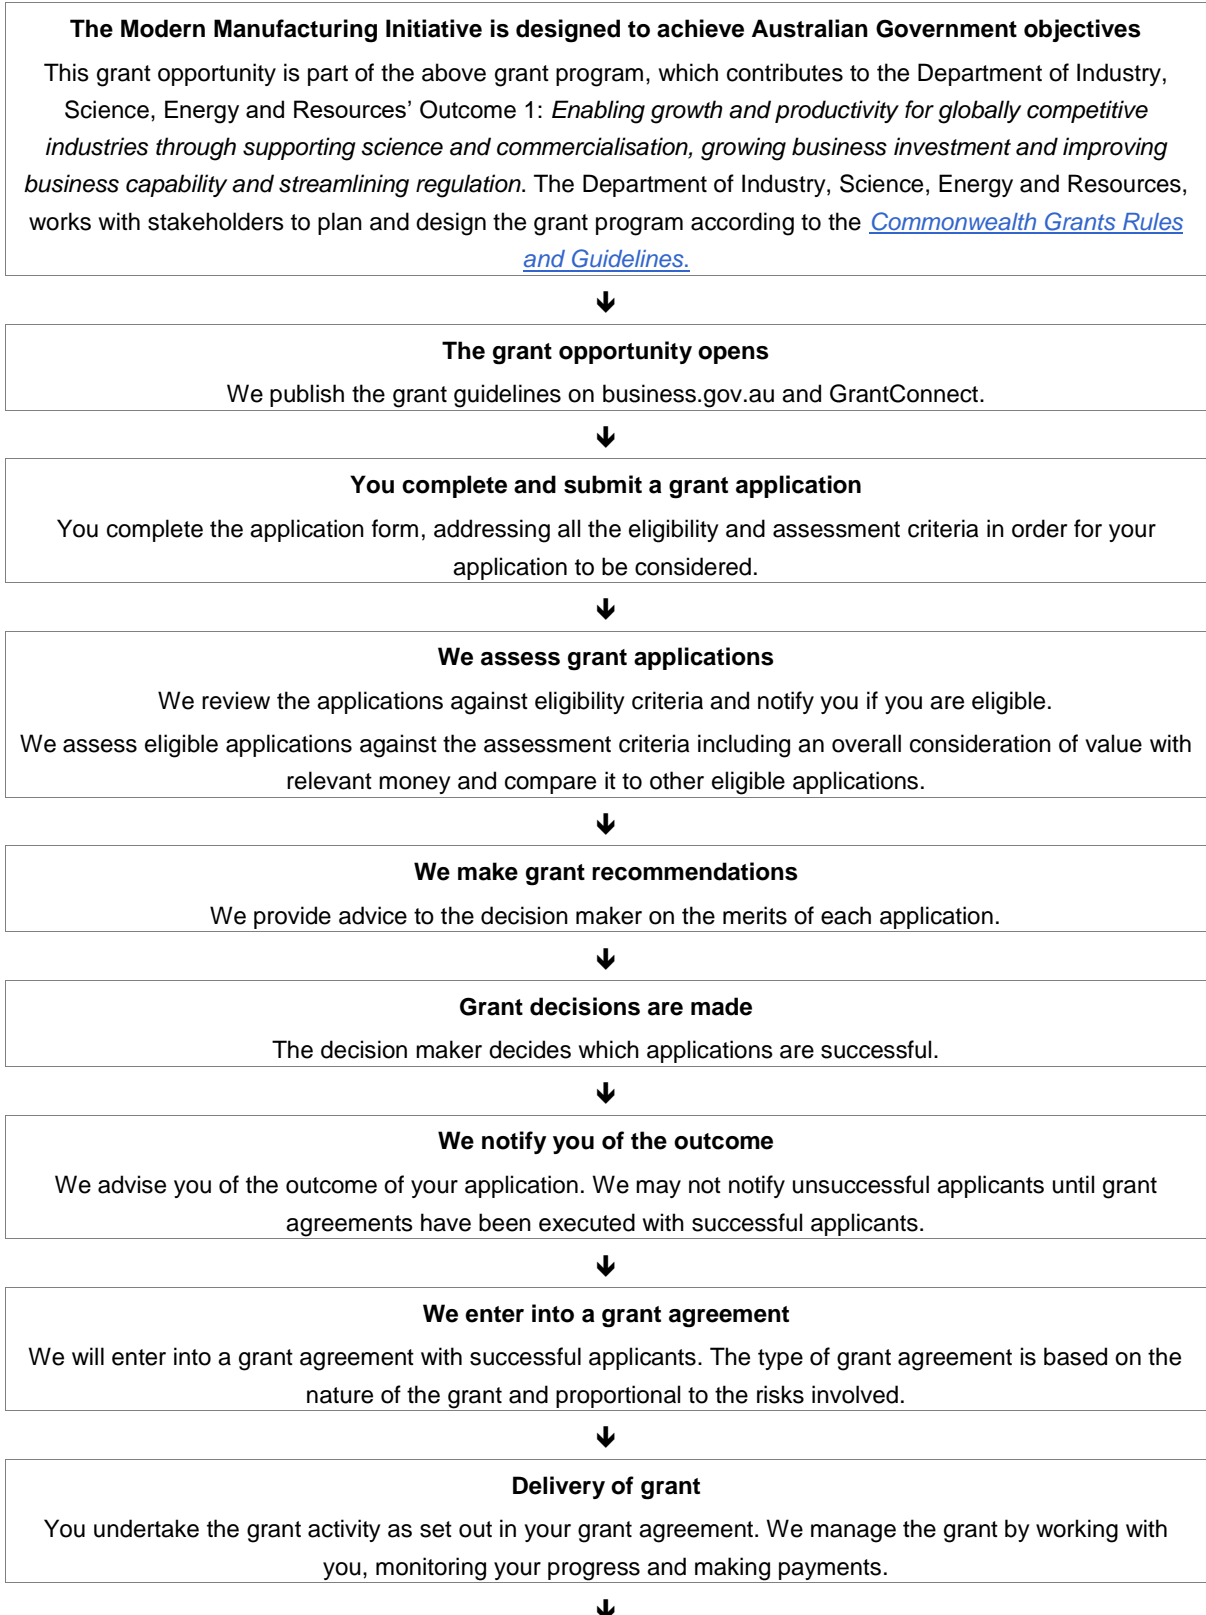 The Modern Manufacturing Initiative is designed to achieve Australian Government objectives
This grant opportunity is part of the above grant program, which contributes to the Department of Industry,
Science, Energy and Resources’ Outcome 1: Enabling growth and productivity for globally competitive
industries through supporting science and commercialisation, growing business investment and improving
business capability and streamlining regulation. The Department of Industry, Science, Energy and Resources,
works with stakeholders to plan and design the grant program according to the Commonwealth Grants Rules
and Guidelines.
The grant opportunity opens
We publish the grant guidelines on business.gov.au and GrantConnect.
You complete and submit a grant application
You complete the application form, addressing all the eligibility and assessment criteria in order for your
application to be considered.
We assess grant applications
We review the applications against eligibility criteria and notify you if you are eligible.
We assess eligible applications against the assessment criteria including an overall consideration of value with
relevant money and compare it to other eligible applications.
We make grant recommendations
We provide advice to the decision maker on the merits of each application.
Grant decisions are made
The decision maker decides which applications are successful.
We notify you of the outcome
We advise you of the outcome of your application. We may not notify unsuccessful applicants until grant
agreements have been executed with successful applicants.
We enter into a grant agreement
We will enter into a grant agreement with successful applicants. The type of grant agreement is based on the
nature of the grant and proportional to the risks involved.
Delivery of grant
You undertake the grant activity as set out in your grant agreement. We manage the grant by working with
you, monitoring your progress and making payments.